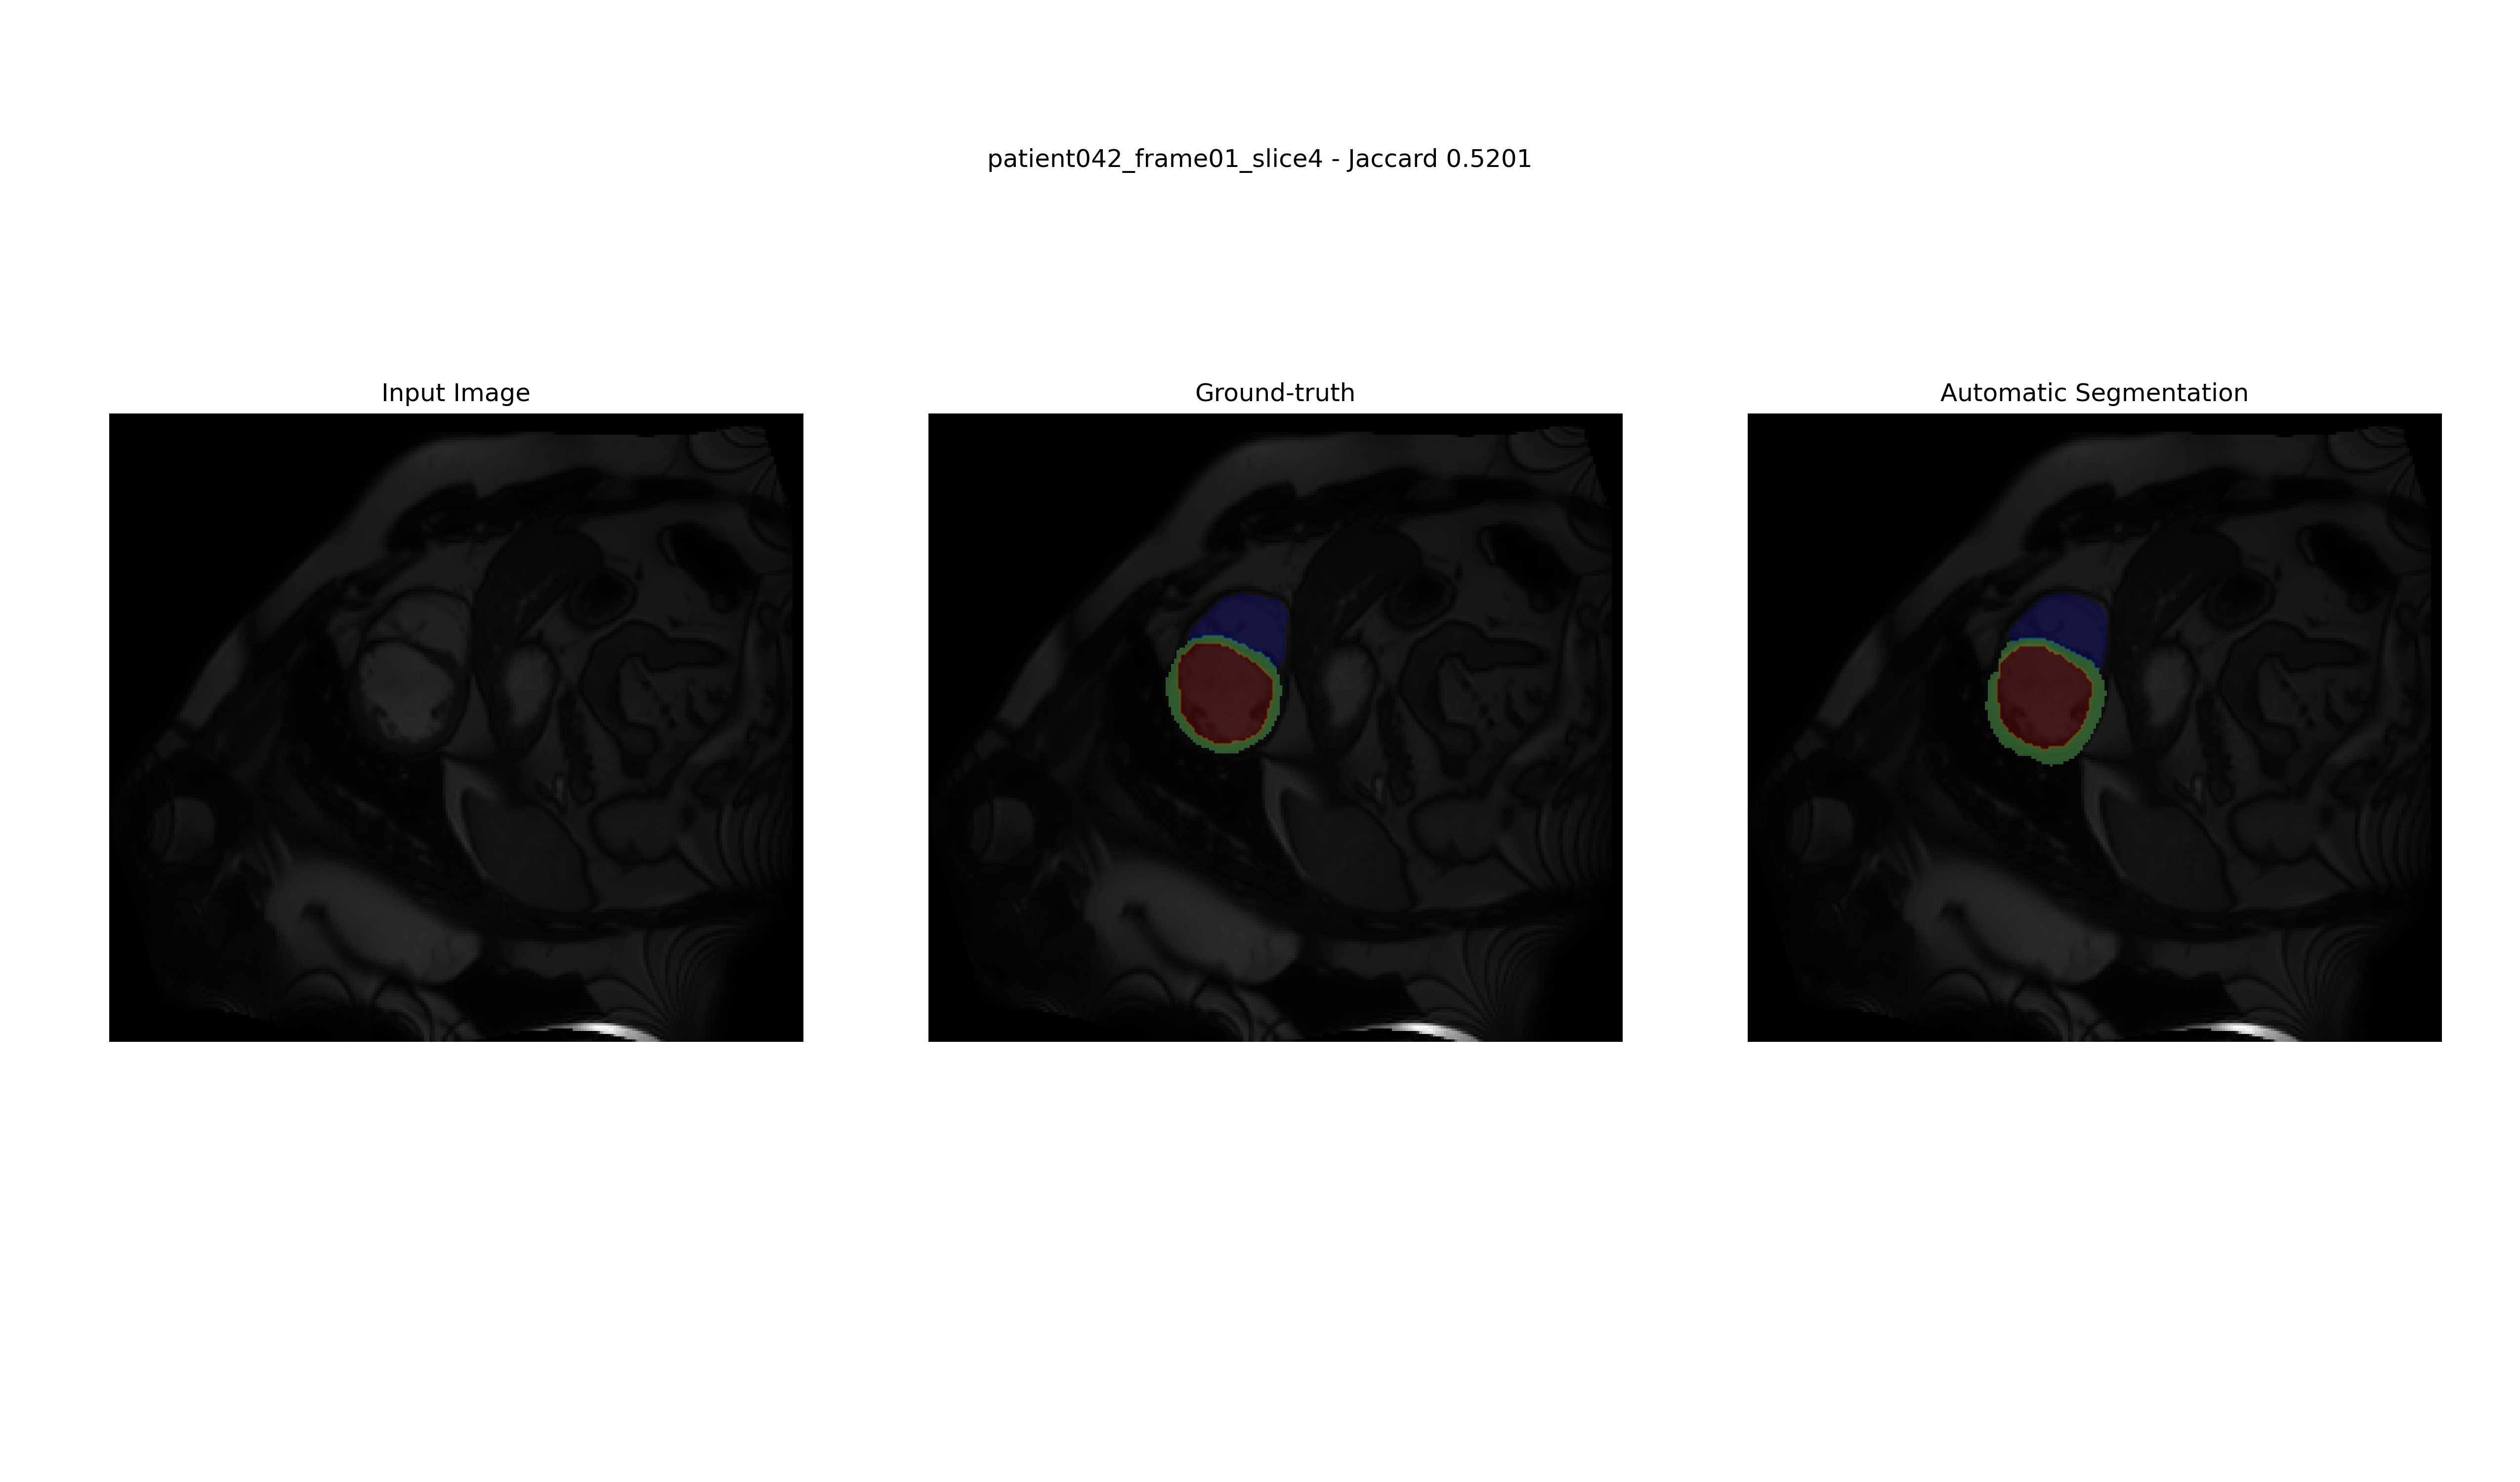 patient042_frame01_slice4 - Jaccard 0.5201
Input Image
Ground-truth
Automatic Segmentation